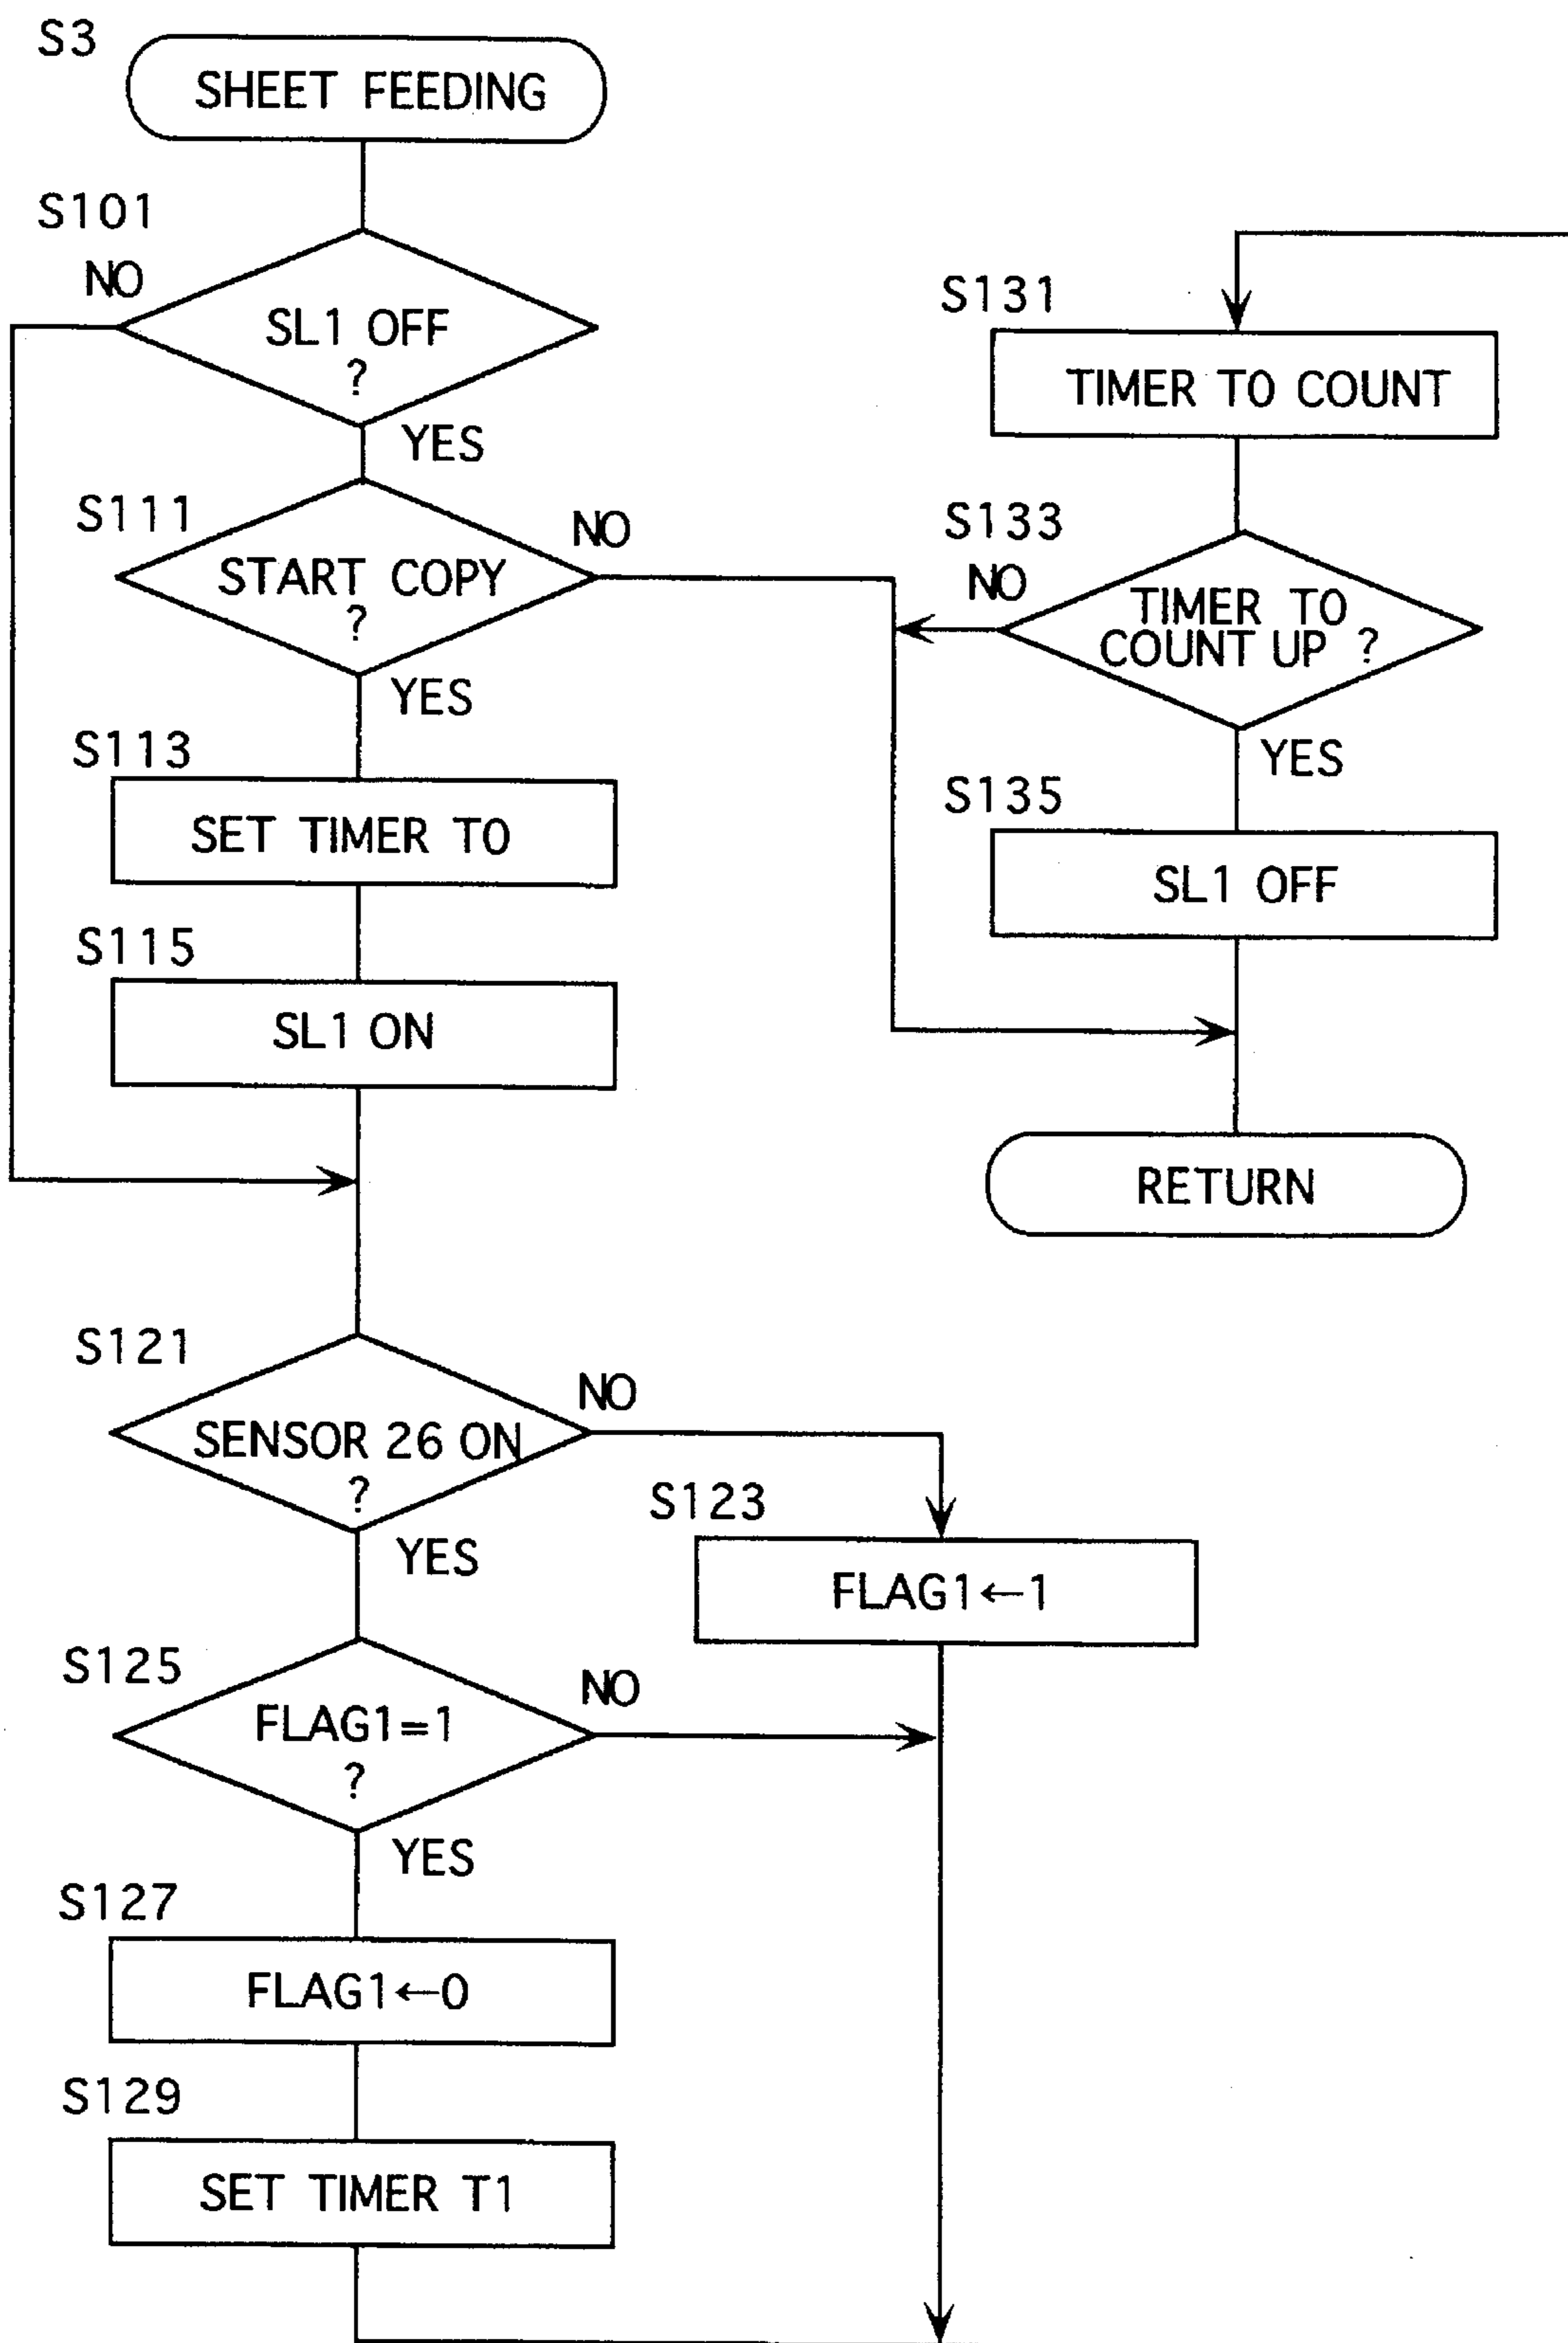 S3
SHEET FEEDING
S101
NO
SL1 OFF
?
YES
S111
NO
START COPY
?
YES
S113
SET TIMER T0
S115
SL1 ON
S121
NO
SENSOR 26 ON
?
YES
S123
FLAG1←1
S125
NO
FLAG1=1
?
YES
S127
FLAG1←0
S129
SET TIMER T1
S131
TIMER T0 COUNT
S133
NO
TIMER T0
COUNT UP ?
YES
S135
SL1 OFF
RETURN